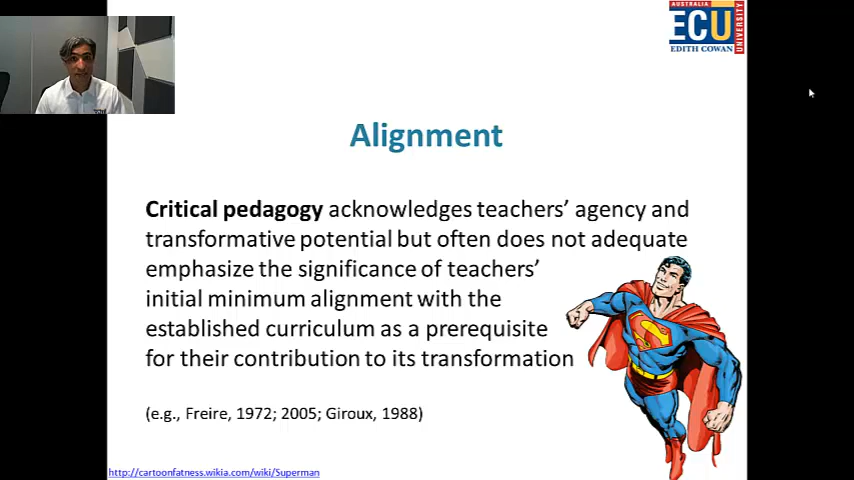 AUSTRALIA
ECU
EDITH COWAN
UNIVERSITY
Alignment
Critical pedagogy acknowledges teachers’ agency and
transformative potential but often does not adequate
emphasize the significance of teachers’
initial minimum alignment with the
established curriculum as a prerequisite
for their contribution to its transformation
(e.g., Freire, 1972; 2005; Giroux, 1988)
http://cartoonfatness.wikia.com/wiki/Superman